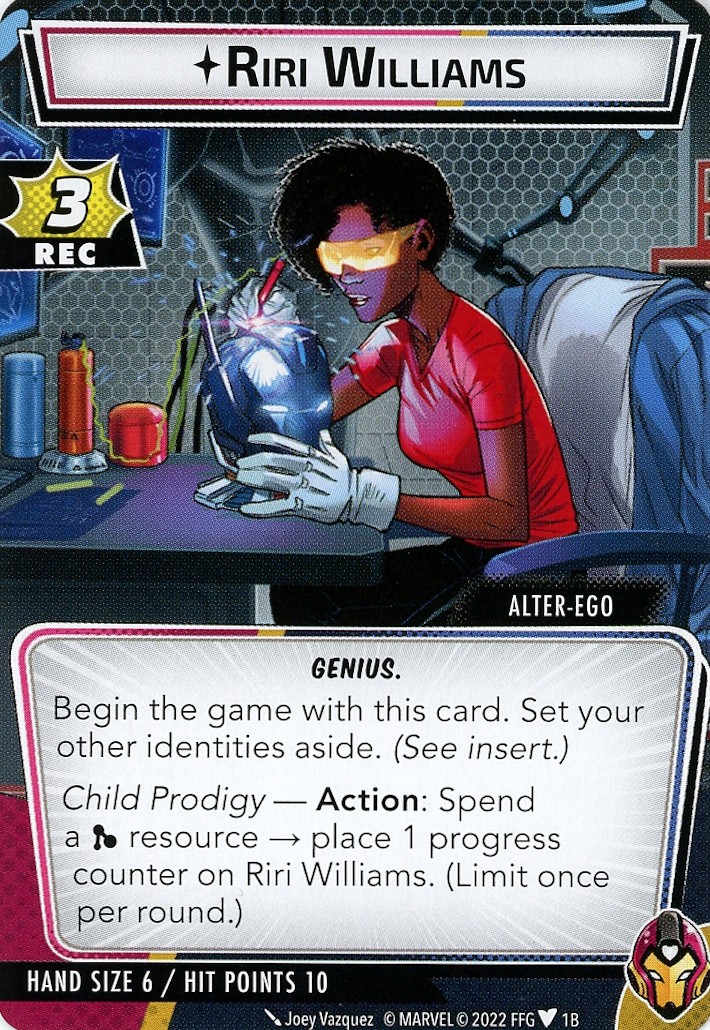 RIRI WILLIAMS
3
REC
ALTER-EGO
GENIUS.
Begin the game with this card. Set your
other identities aside. (See insert.)
Child Prodigy — Action: Spend
a resource → place 1 progress
counter on Riri Williams. (Limit once
per round.)
HAND SIZE 6 / HIT POINTS 10
Joey Vazquez © MARVEL © 2022 FFG 1B